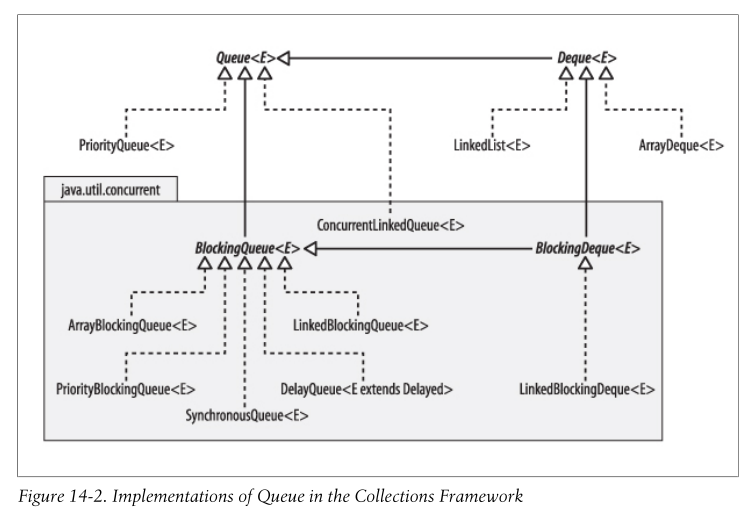 Queue<E>
Deque<E>
PriorityQueue<E>
LinkedList<E>
ArrayDeque<E>
java.util.concurrent
ConcurrentLinkedQueue<E>
BlockingQueue<E>
BlockingDeque<E>
ArrayBlockingQueue<E>
LinkedBlockingQueue<E>
PriorityBlockingQueue<E>
DelayQueue<E extends Delayed>
LinkedBlockingDeque<E>
SynchronousQueue<E>
Figure 14-2. Implementations of Queue in the Collections Framework